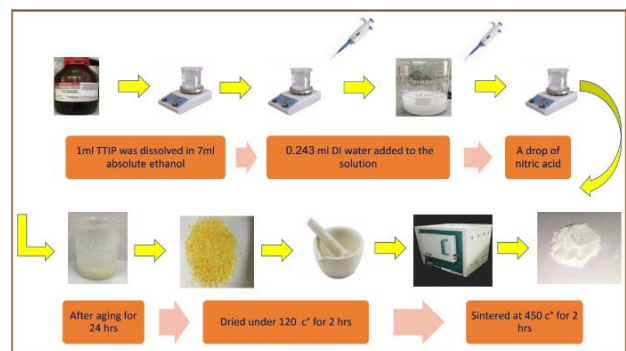 1ml TTIP was dissolved in 7ml
absolute ethanol
0.243 ml DI water added to the
solution
A drop of
nitric acid
After aging for
24 hrs
Dried under 120 c° for 2 hrs
Sintered at 450 c° for 2
hrs